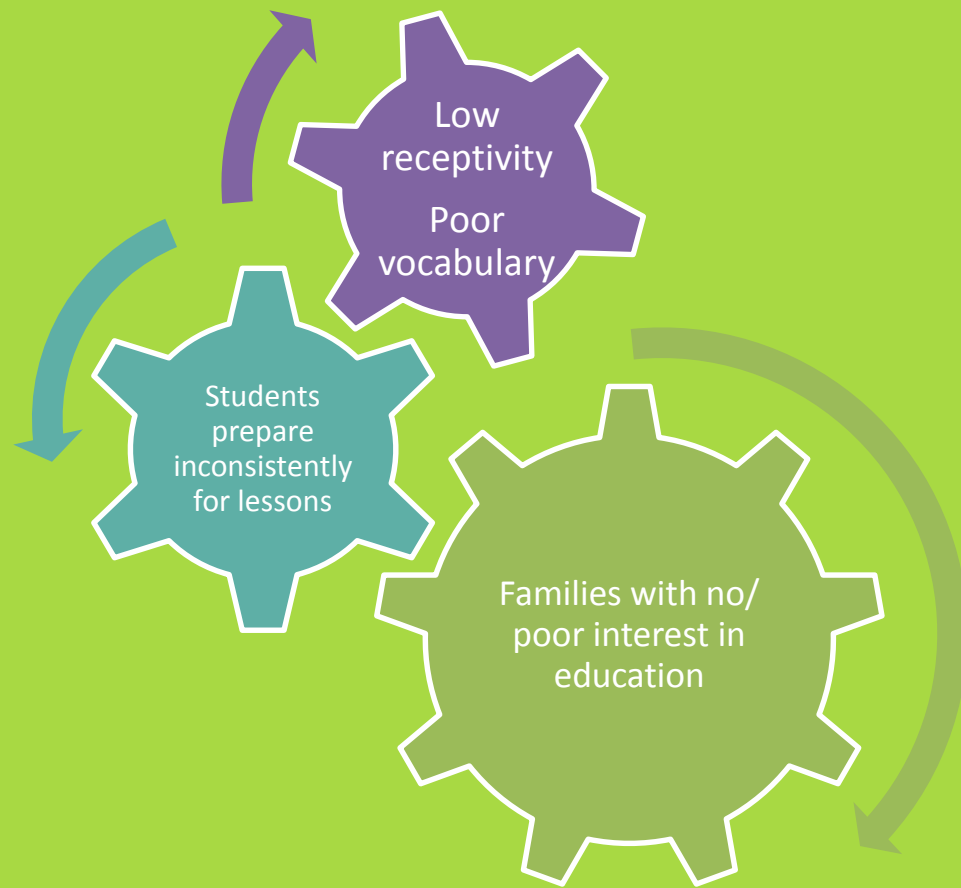 Low
receptivity
Poor
vocabulary
Students
prepare
inconsistently
for lessons
Families with no/
poor interest in
education